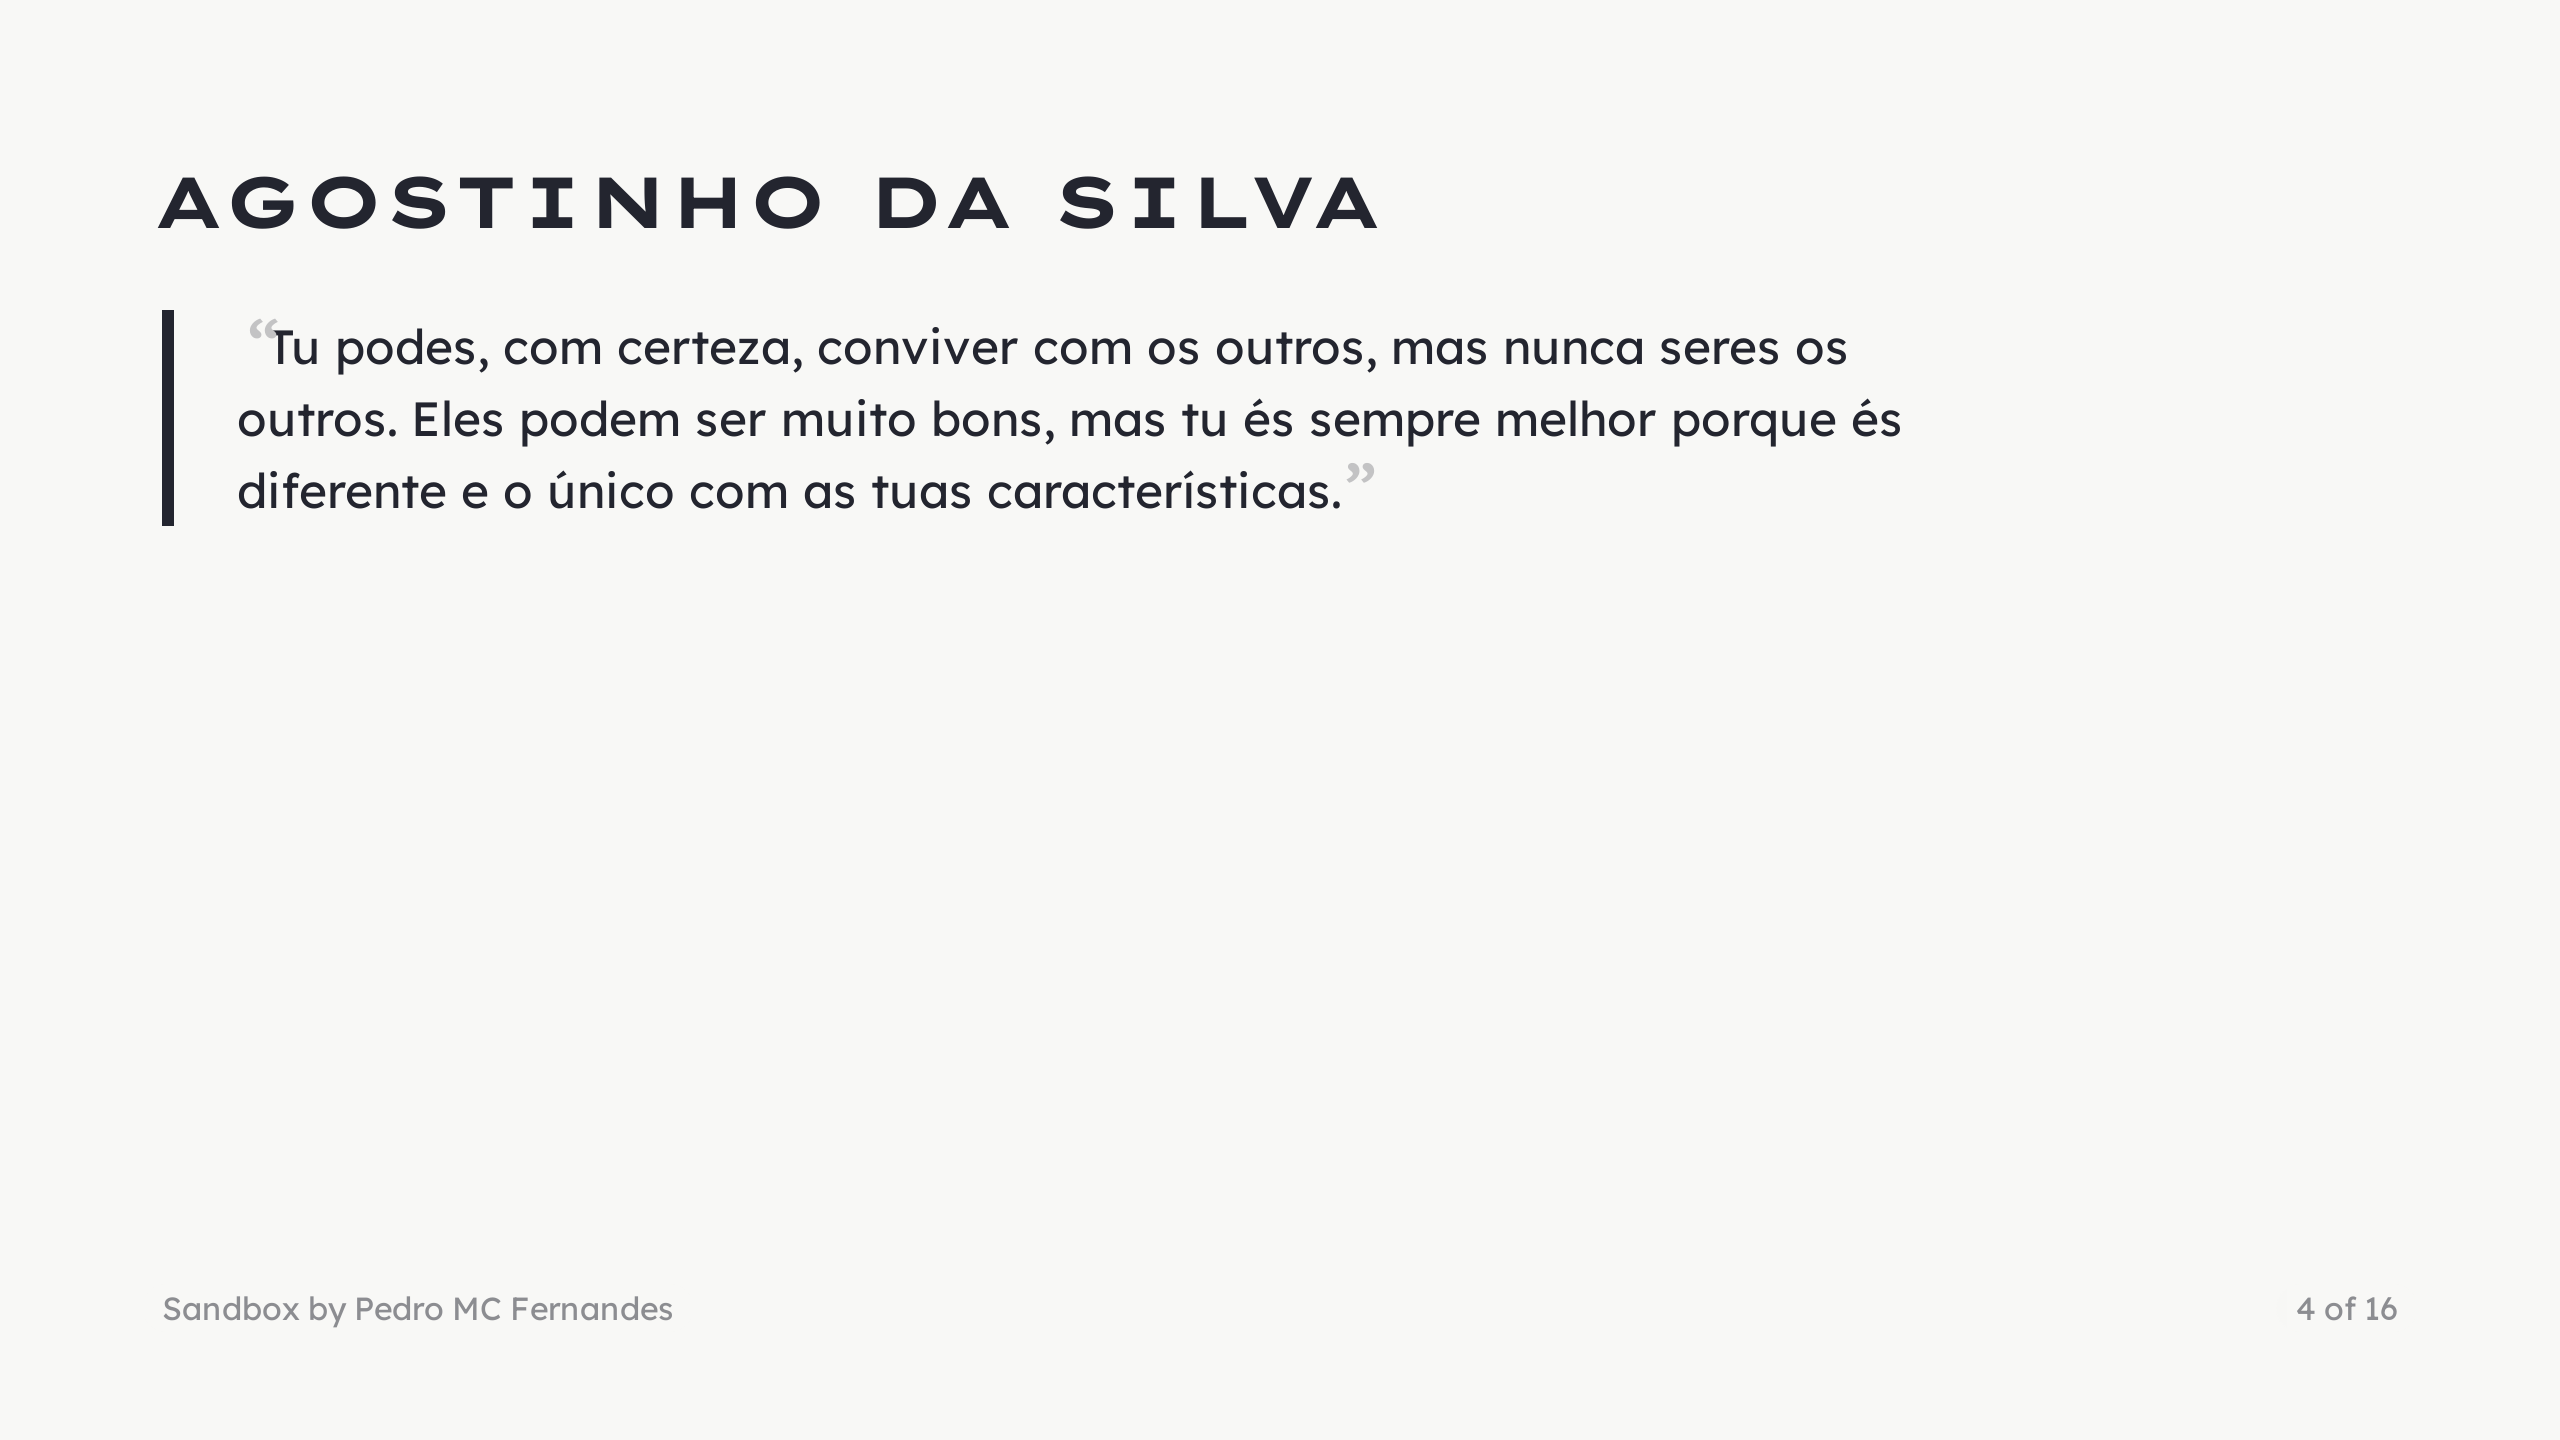 AGOSTINHO DA SILVA
“Tu podes, com certeza, conviver com os outros, mas nunca seres os
outros. Eles podem ser muito bons, mas tu és sempre melhor porque és
diferente e o único com as tuas características.”
Sandbox by Pedro MC Fernandes
4 of 16